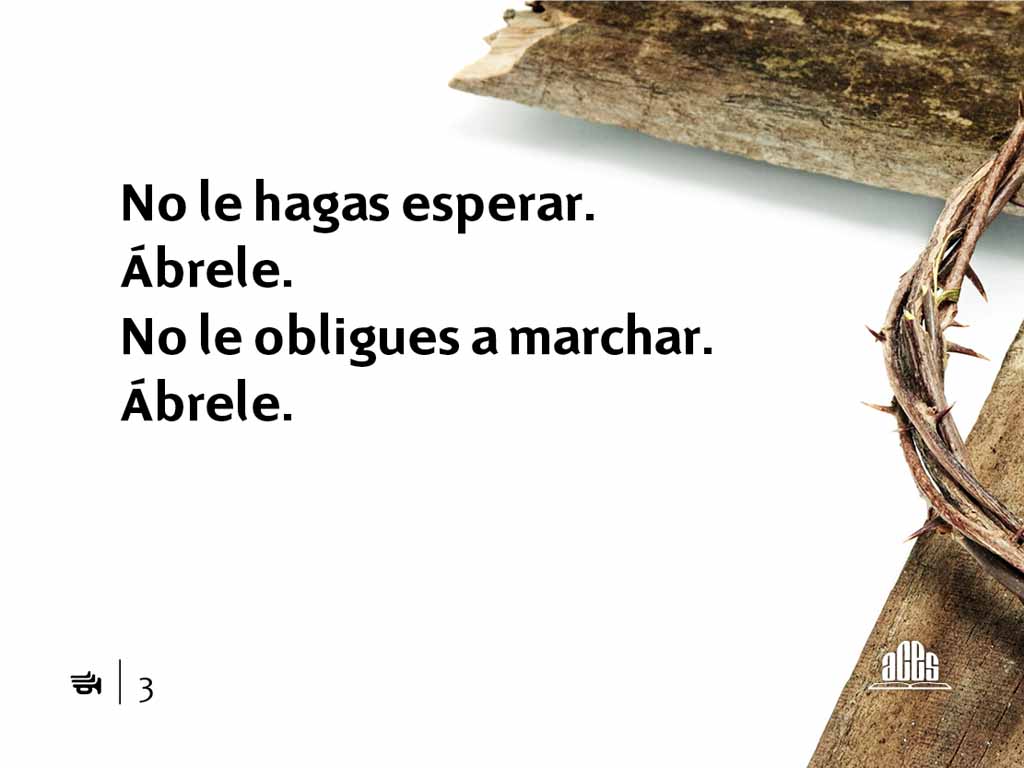 No le hagas esperar.
Ábrele.
No le obligues a marchar.
Ábrele.
3
aces